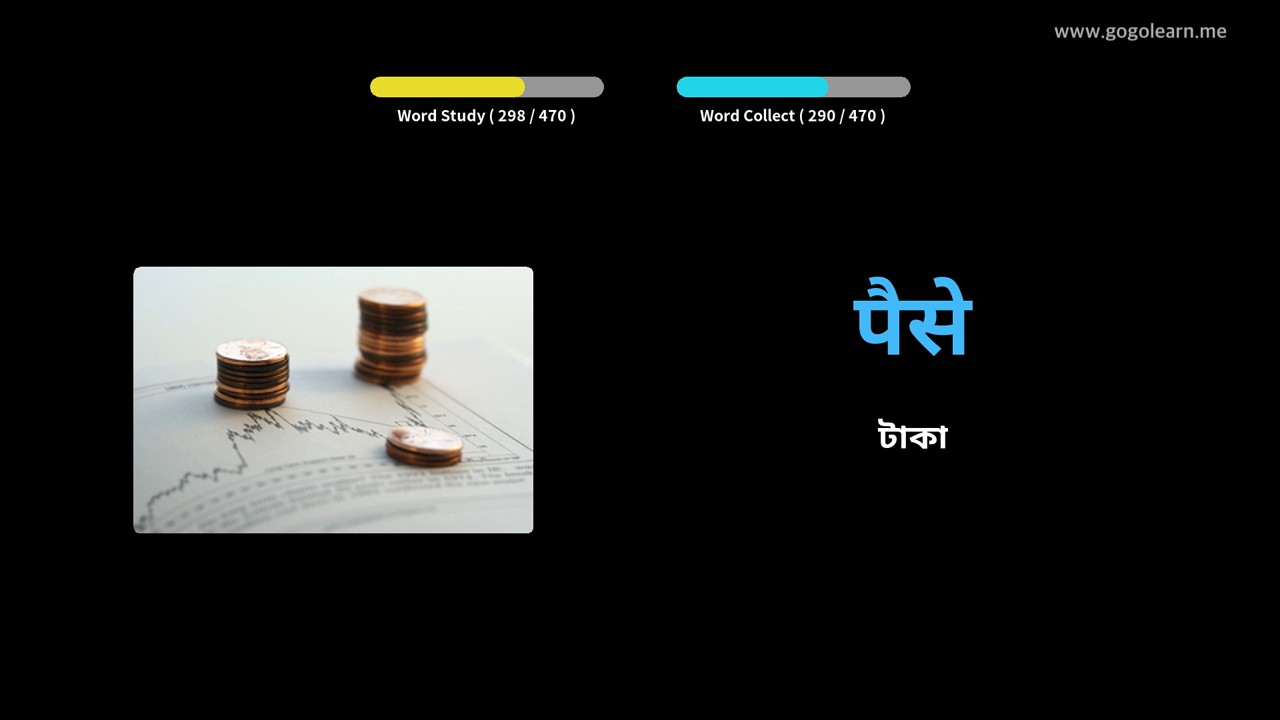 www.gogolearn.me
Word Study ( 298 / 470 )
Word Collect ( 290 / 470 )
पैसे
টাকা